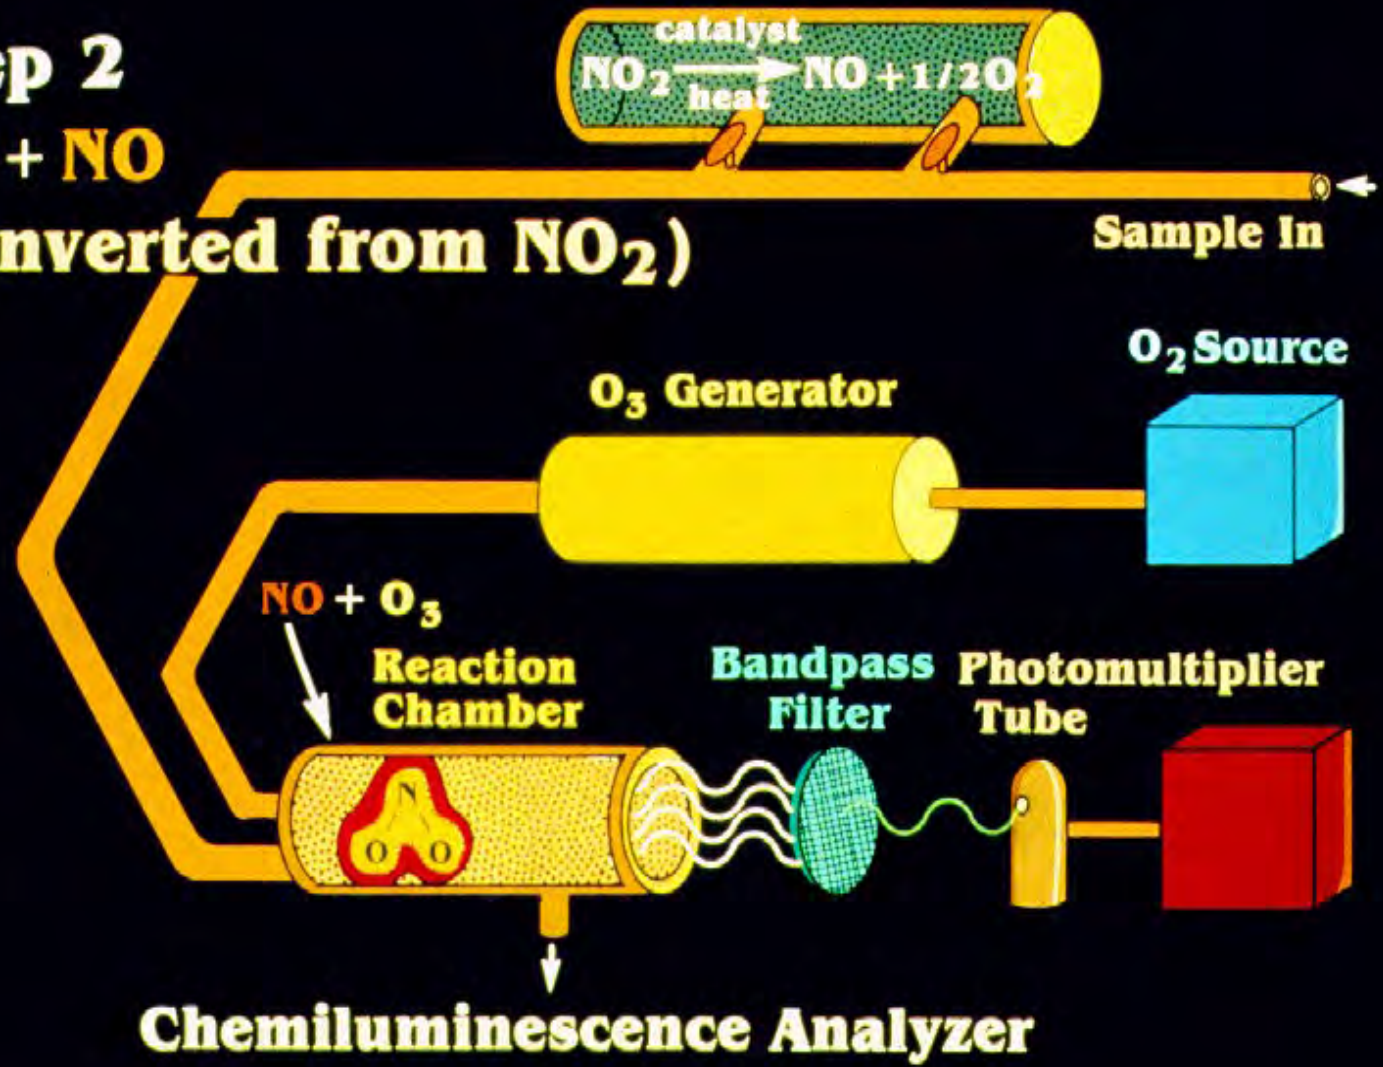 ep 2
+ NO
nverted from NO₂)
catalyst
NO₂ → NO + 1/2O₂
heat
Sample In
O₂ Source
O₃ Generator
NO + O₃
Reaction
Chamber
Bandpass
Filter
Photomultiplier
Tube
N
O O
Chemiluminescence Analyzer